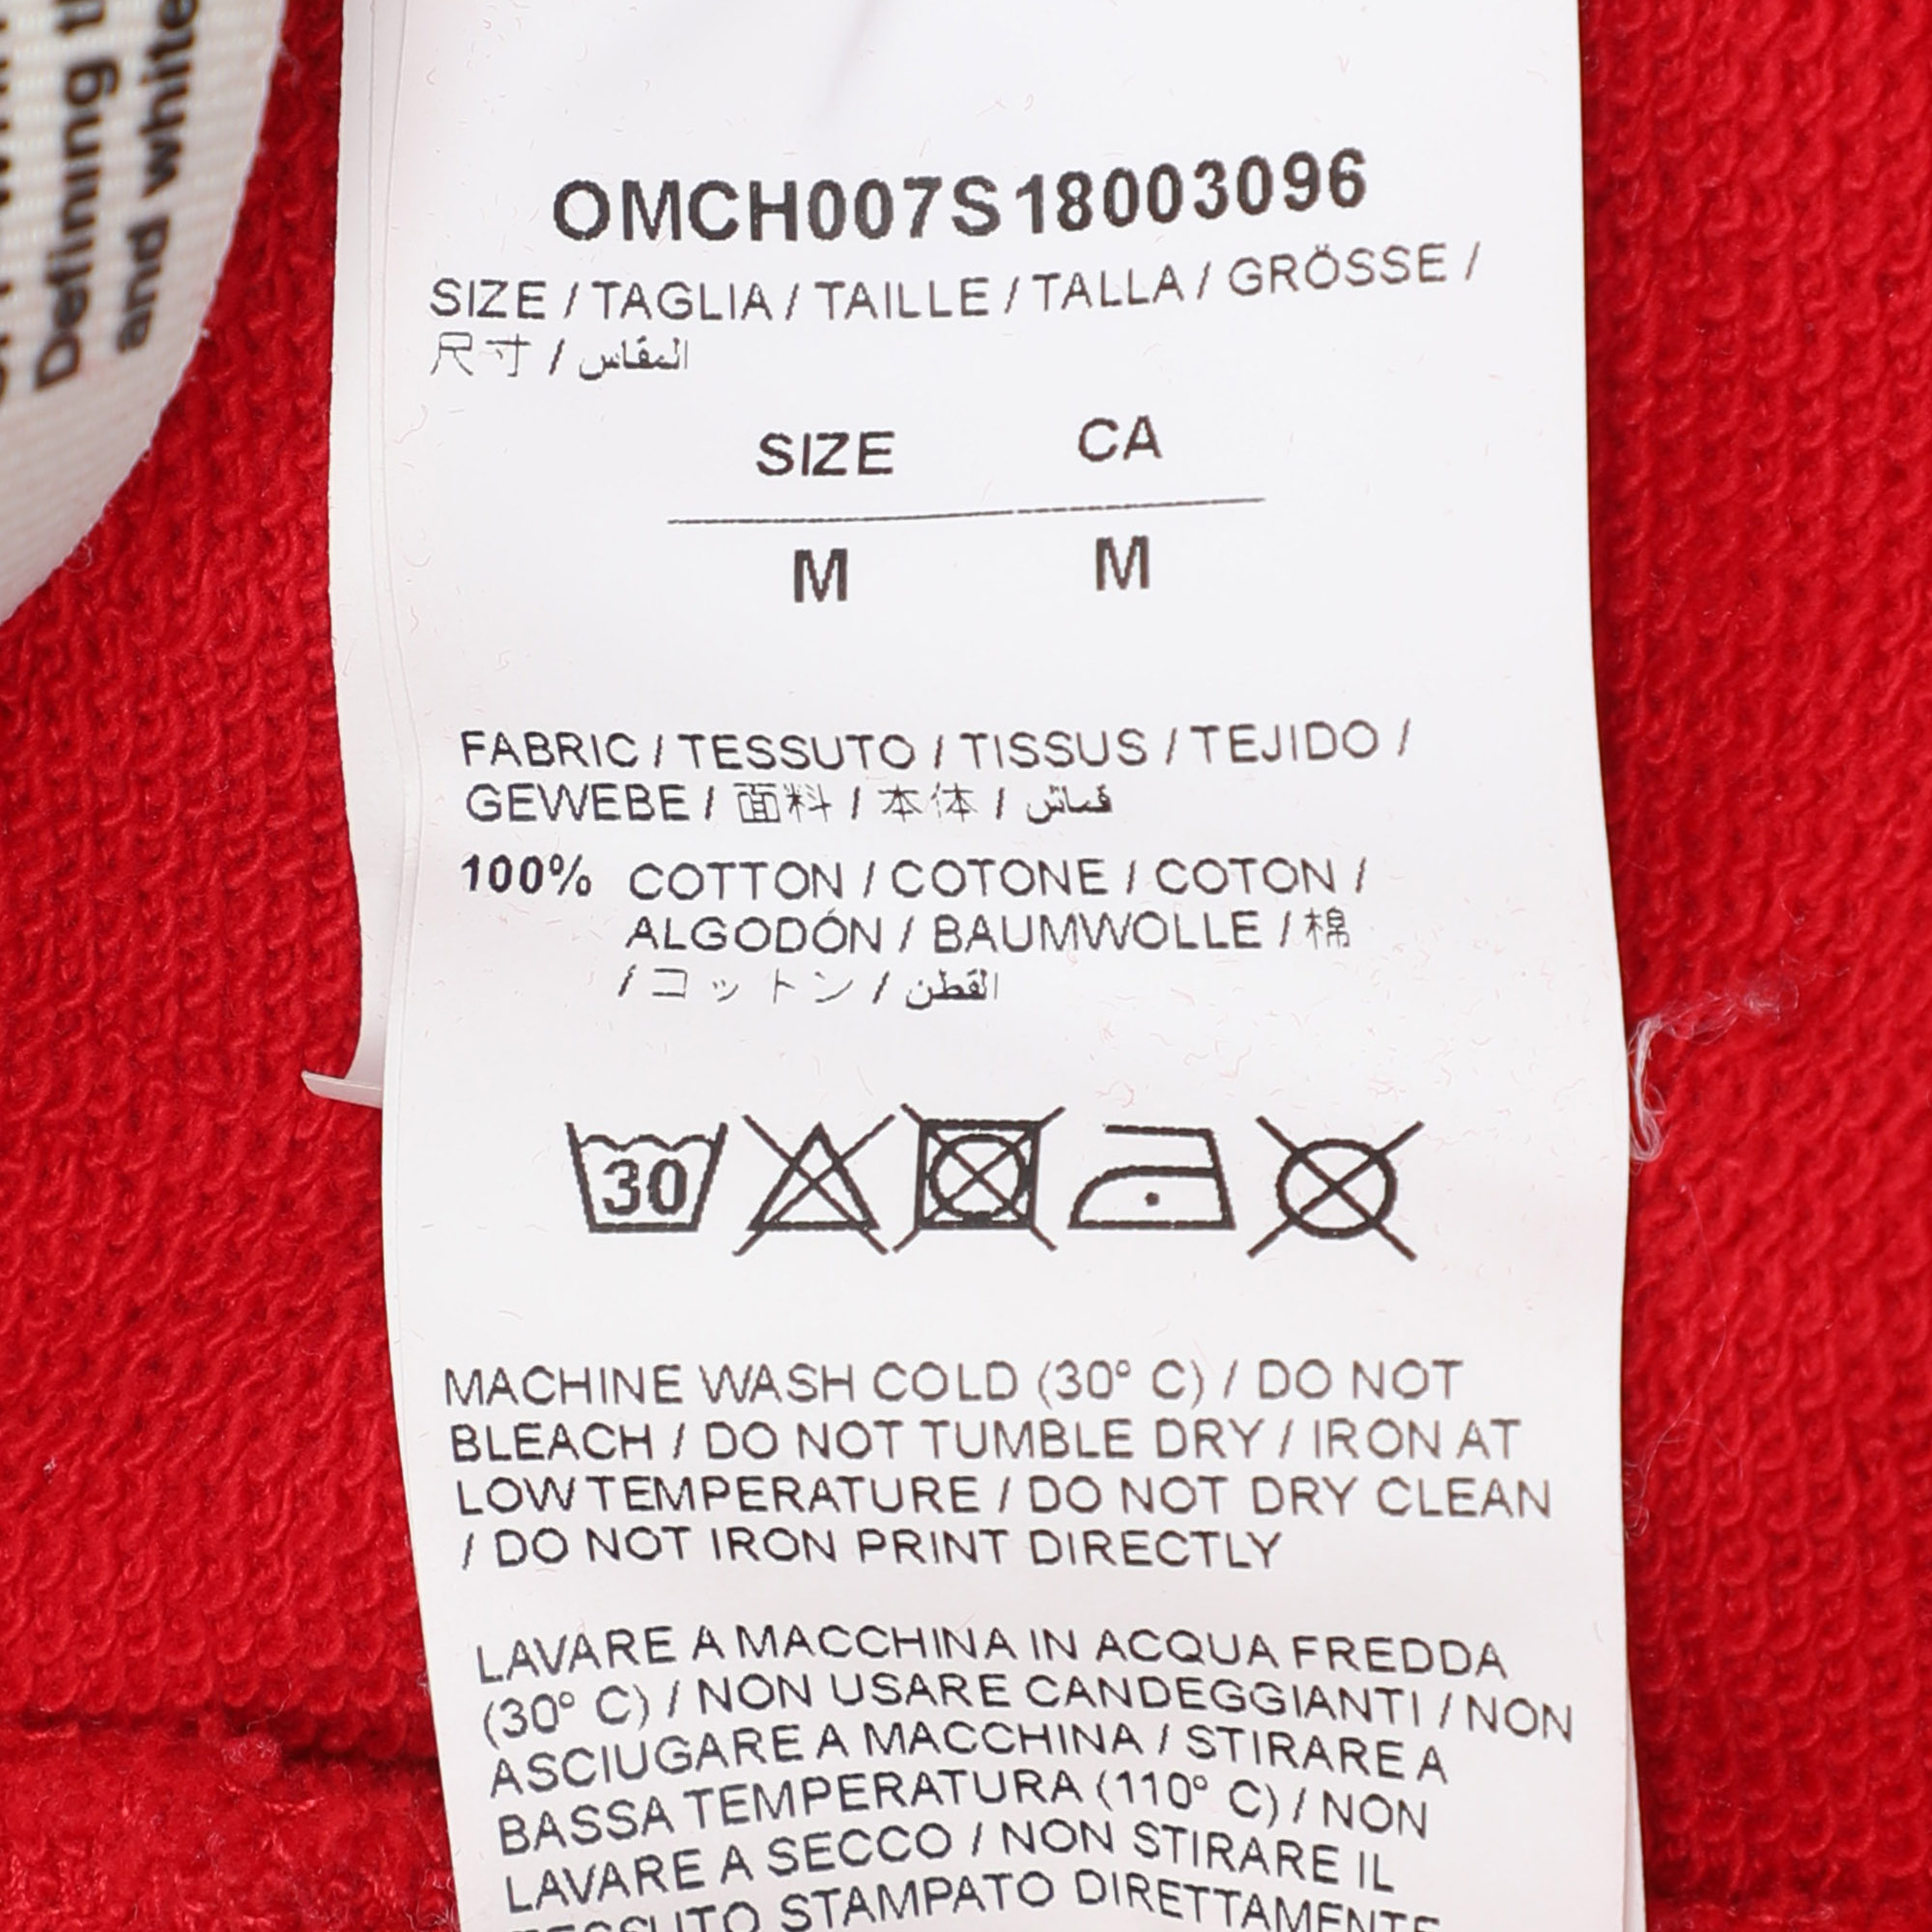 Defining
and white
OMCH007S18003096
SIZE / TAGLIA / TAILLE / TALLA / GRÖSSE /
尺寸 / المقاس
SIZE CA
M M
FABRIC / TESSUTO / TISSUS / TEJIDO /
GEWEBE / 面料 / 本体 / قماش
100% COTTON / COTONE / COTON /
ALGODÓN / BAUMWOLLE / 棉
/ コットン / القطن
30
MACHINE WASH COLD (30° C) / DO NOT
BLEACH / DO NOT TUMBLE DRY / IRON AT
LOW TEMPERATURE / DO NOT DRY CLEAN
/ DO NOT IRON PRINT DIRECTLY
LAVARE A MACCHINA IN ACQUA FREDDA
(30° C) / NON USARE CANDEGGIANTI / NON
ASCIUGARE A MACCHINA / STIRARE A
BASSA TEMPERATURA (110° C) / NON
LAVARE A SECCO / NON STIRARE IL
TESSUTO STAMPATO DIRETTAMENTE